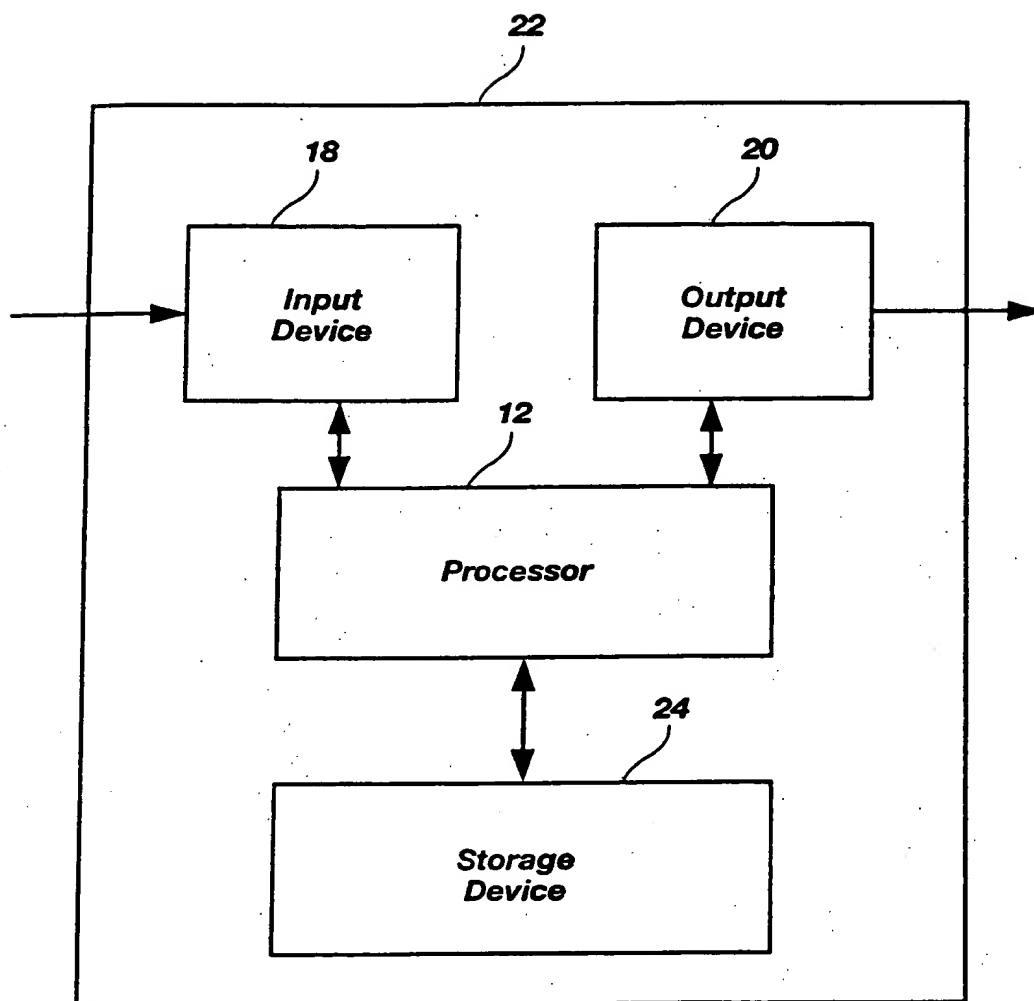 22
18
20
Input
Device
Output
Device
12
Processor
24
Storage
Device